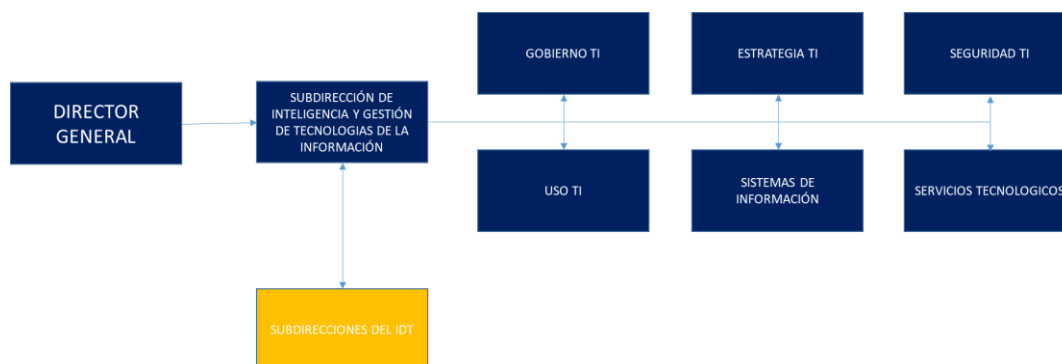 DIRECTOR
GENERAL
SUBDIRECCIÓN DE
INTELIGENCIA Y GESTIÓN
DE TECNOLOGIAS DE LA
INFORMACIÓN
GOBIERNO TI
ESTRATEGIA TI
SEGURIDAD TI
USO TI
SISTEMAS DE
INFORMACIÓN
SERVICIOS TECNOLOGICOS
SUBDIRECCIONES DEL IDT